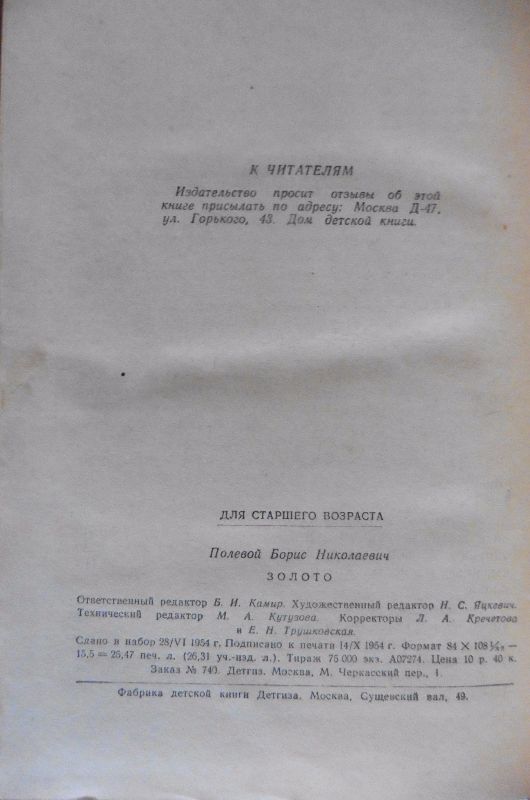 К ЧИТАТЕЛЯМ
Издательство просит отзывы об этой
книге присылать по адресу: Москва Д-47,
ул. Горького, 43. Дом детской книги.
ДЛЯ СТАРШЕГО ВОЗРАСТА
Полевой Борис Николаевич
ЗОЛОТО
Ответственный редактор Б. И. Камир. Художественный редактор Н. С. Яцкевич.
Технический редактор М. А. Кутузова. Корректоры Л. А. Кречетова
и Е. Н. Трушковская.
Сдано в набор 28/VI 1954 г. Подписано к печати 14/X 1954 г. Формат 84 × 108 1/32 —
15,5 = 25,47 печ. л. (26,31 уч.-изд. л.). Тираж 75 000 экз. А07274. Цена 10 р. 40 к.
Заказ № 740. Детгиз. Москва, М. Черкасский пер., 1.
Фабрика детской книги Детгиза. Москва, Сущевский вал, 49.